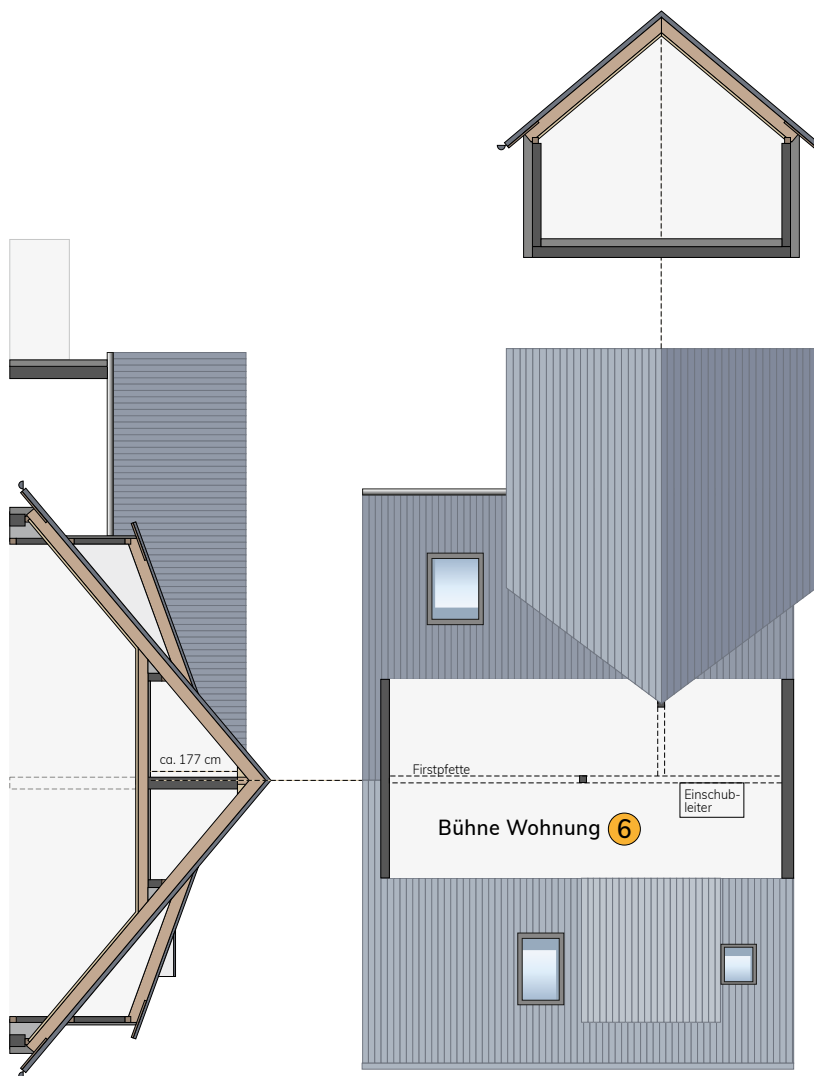 ca. 177 cm
Firstpfette
Einschub-
leiter
Bühne Wohnung 6